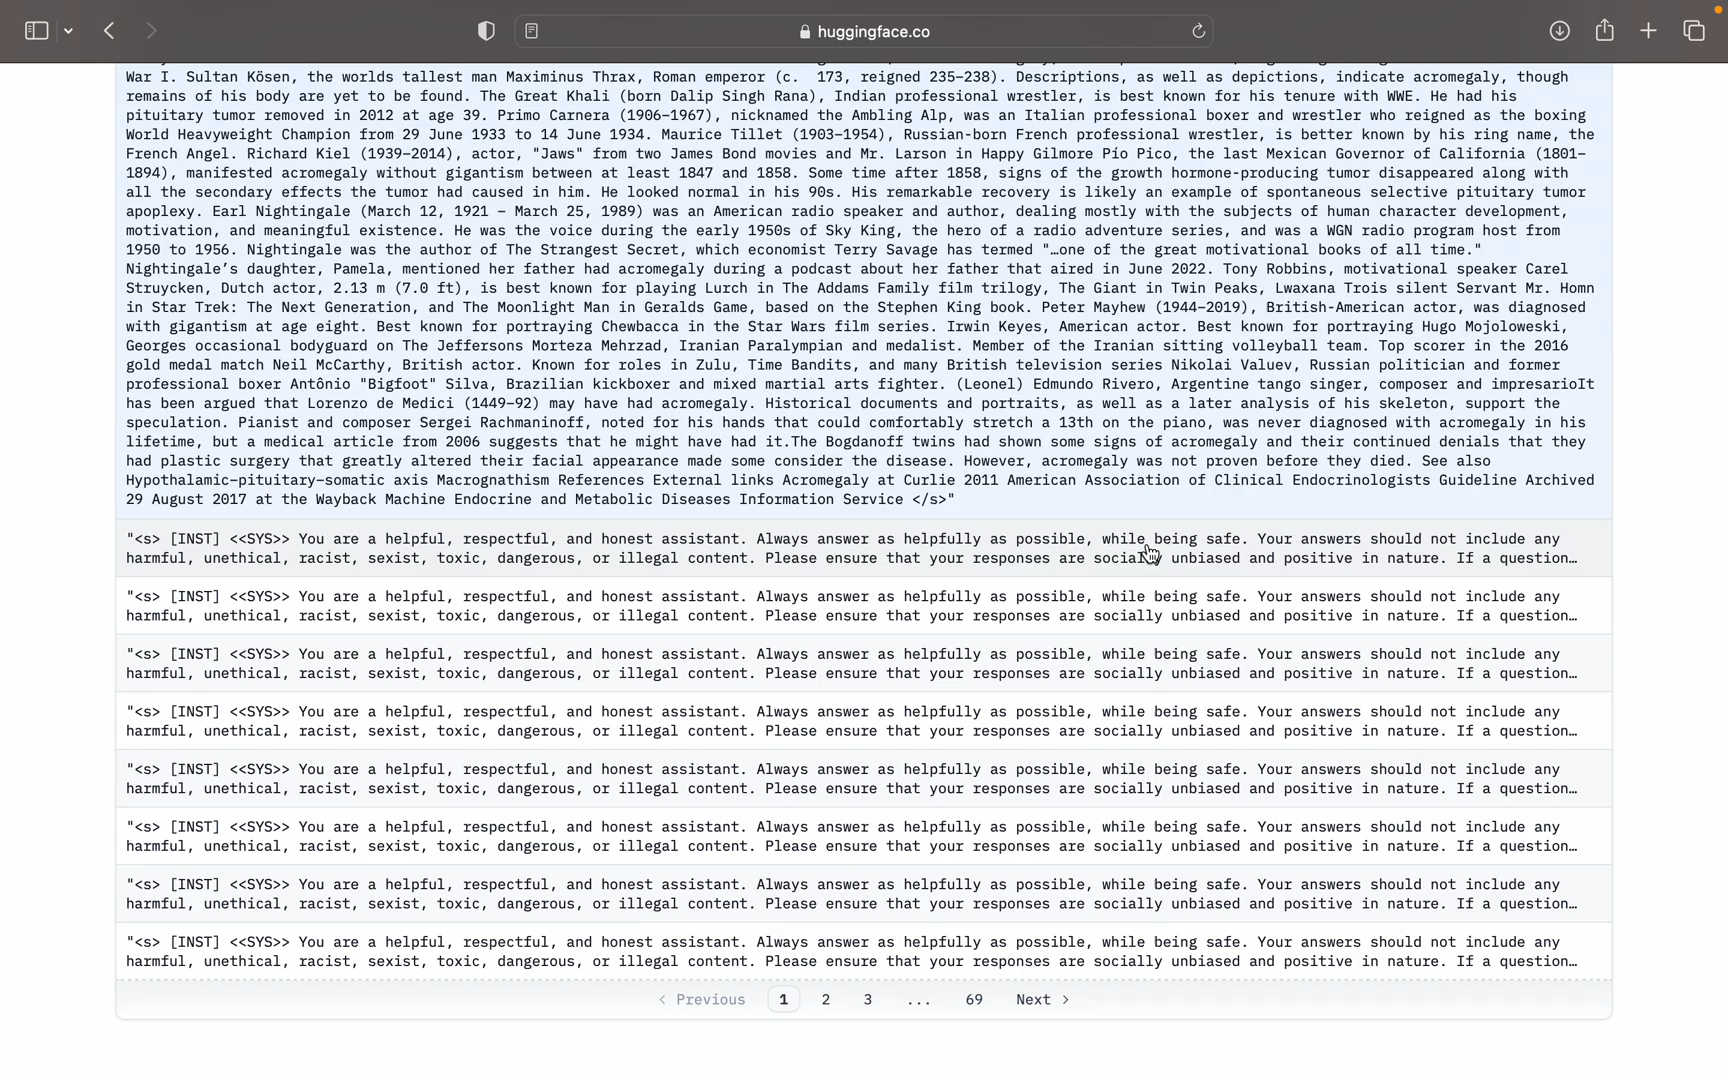 huggingface.co
War I. Sultan Kösen, the worlds tallest man Maximinus Thrax, Roman emperor (c.  173, reigned 235–238). Descriptions, as well as depictions, indicate acromegaly, though
remains of his body are yet to be found. The Great Khali (born Dalip Singh Rana), Indian professional wrestler, is best known for his tenure with WWE. He had his
pituitary tumor removed in 2012 at age 39. Primo Carnera (1906–1967), nicknamed the Ambling Alp, was an Italian professional boxer and wrestler who reigned as the boxing
World Heavyweight Champion from 29 June 1933 to 14 June 1934. Maurice Tillet (1903–1954), Russian-born French professional wrestler, is better known by his ring name, the
French Angel. Richard Kiel (1939–2014), actor, "Jaws" from two James Bond movies and Mr. Larson in Happy Gilmore Pío Pico, the last Mexican Governor of California (1801–
1894), manifested acromegaly without gigantism between at least 1847 and 1858. Some time after 1858, signs of the growth hormone-producing tumor disappeared along with
all the secondary effects the tumor had caused in him. He looked normal in his 90s. His remarkable recovery is likely an example of spontaneous selective pituitary tumor
apoplexy. Earl Nightingale (March 12, 1921 – March 25, 1989) was an American radio speaker and author, dealing mostly with the subjects of human character development,
motivation, and meaningful existence. He was the voice during the early 1950s of Sky King, the hero of a radio adventure series, and was a WGN radio program host from
1950 to 1956. Nightingale was the author of The Strangest Secret, which economist Terry Savage has termed "…one of the great motivational books of all time."
Nightingale's daughter, Pamela, mentioned her father had acromegaly during a podcast about her father that aired in June 2022. Tony Robbins, motivational speaker Carel
Struycken, Dutch actor, 2.13 m (7.0 ft), is best known for playing Lurch in The Addams Family film trilogy, The Giant in Twin Peaks, Lwaxana Trois silent Servant Mr. Homn
in Star Trek: The Next Generation, and The Moonlight Man in Geralds Game, based on the Stephen King book. Peter Mayhew (1944–2019), British-American actor, was diagnosed
with gigantism at age eight. Best known for portraying Chewbacca in the Star Wars film series. Irwin Keyes, American actor. Best known for portraying Hugo Mojoloweski,
Georges occasional bodyguard on The Jeffersons Morteza Mehrzad, Iranian Paralympian and medalist. Member of the Iranian sitting volleyball team. Top scorer in the 2016
gold medal match Neil McCarthy, British actor. Known for roles in Zulu, Time Bandits, and many British television series Nikolai Valuev, Russian politician and former
professional boxer Antônio "Bigfoot" Silva, Brazilian kickboxer and mixed martial arts fighter. (Leonel) Edmundo Rivero, Argentine tango singer, composer and impresarioIt
has been argued that Lorenzo de Medici (1449–92) may have had acromegaly. Historical documents and portraits, as well as a later analysis of his skeleton, support the
speculation. Pianist and composer Sergei Rachmaninoff, noted for his hands that could comfortably stretch a 13th on the piano, was never diagnosed with acromegaly in his
lifetime, but a medical article from 2006 suggests that he might have had it.The Bogdanoff twins had shown some signs of acromegaly and their continued denials that they
had plastic surgery that greatly altered their facial appearance made some consider the disease. However, acromegaly was not proven before they died. See also
Hypothalamic–pituitary–somatic axis Macrognathism References External links Acromegaly at Curlie 2011 American Association of Clinical Endocrinologists Guideline Archived
29 August 2017 at the Wayback Machine Endocrine and Metabolic Diseases Information Service </s>"
"<s> [INST] <<SYS>> You are a helpful, respectful, and honest assistant. Always answer as helpfully as possible, while being safe. Your answers should not include any
harmful, unethical, racist, sexist, toxic, dangerous, or illegal content. Please ensure that your responses are socially unbiased and positive in nature. If a question…
"<s> [INST] <<SYS>> You are a helpful, respectful, and honest assistant. Always answer as helpfully as possible, while being safe. Your answers should not include any
harmful, unethical, racist, sexist, toxic, dangerous, or illegal content. Please ensure that your responses are socially unbiased and positive in nature. If a question…
"<s> [INST] <<SYS>> You are a helpful, respectful, and honest assistant. Always answer as helpfully as possible, while being safe. Your answers should not include any
harmful, unethical, racist, sexist, toxic, dangerous, or illegal content. Please ensure that your responses are socially unbiased and positive in nature. If a question…
"<s> [INST] <<SYS>> You are a helpful, respectful, and honest assistant. Always answer as helpfully as possible, while being safe. Your answers should not include any
harmful, unethical, racist, sexist, toxic, dangerous, or illegal content. Please ensure that your responses are socially unbiased and positive in nature. If a question…
"<s> [INST] <<SYS>> You are a helpful, respectful, and honest assistant. Always answer as helpfully as possible, while being safe. Your answers should not include any
harmful, unethical, racist, sexist, toxic, dangerous, or illegal content. Please ensure that your responses are socially unbiased and positive in nature. If a question…
"<s> [INST] <<SYS>> You are a helpful, respectful, and honest assistant. Always answer as helpfully as possible, while being safe. Your answers should not include any
harmful, unethical, racist, sexist, toxic, dangerous, or illegal content. Please ensure that your responses are socially unbiased and positive in nature. If a question…
"<s> [INST] <<SYS>> You are a helpful, respectful, and honest assistant. Always answer as helpfully as possible, while being safe. Your answers should not include any
harmful, unethical, racist, sexist, toxic, dangerous, or illegal content. Please ensure that your responses are socially unbiased and positive in nature. If a question…
"<s> [INST] <<SYS>> You are a helpful, respectful, and honest assistant. Always answer as helpfully as possible, while being safe. Your answers should not include any
harmful, unethical, racist, sexist, toxic, dangerous, or illegal content. Please ensure that your responses are socially unbiased and positive in nature. If a question…
< Previous 1 2 3 ... 69 Next >